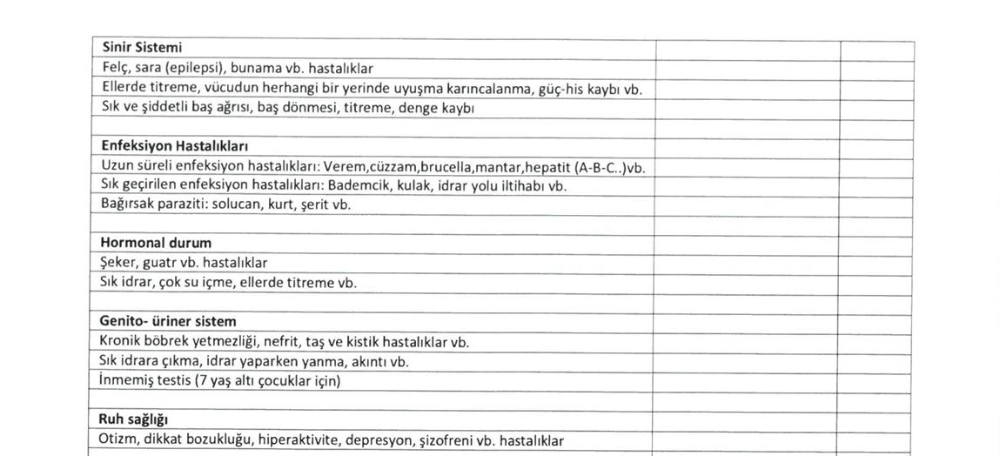 Sinir Sistemi
Felç, sara (epilepsi), bunama vb. hastalıklar
Ellerde titreme, vücudun herhangi bir yerinde uyuşma karıncalanma, güç-his kaybı vb.
Sık ve şiddetli baş ağrısı, baş dönmesi, titreme, denge kaybı
Enfeksiyon Hastalıkları
Uzun süreli enfeksiyon hastalıkları: Verem,cüzzam,brucella,mantar,hepatit (A-B-C..)vb.
Sık geçirilen enfeksiyon hastalıkları: Bademcik, kulak, idrar yolu iltihabı vb.
Bağırsak paraziti: solucan, kurt, şerit vb.
Hormonal durum
Şeker, guatr vb. hastalıklar
Sık idrar, çok su içme, ellerde titreme vb.
Genito- üriner sistem
Kronik böbrek yetmezliği, nefrit, taş ve kistik hastalıklar vb.
Sık idrara çıkma, idrar yaparken yanma, akıntı vb.
İnmemiş testis (7 yaş altı çocuklar için)
Ruh sağlığı
Otizm, dikkat bozukluğu, hiperaktivite, depresyon, şizofreni vb. hastalıklar